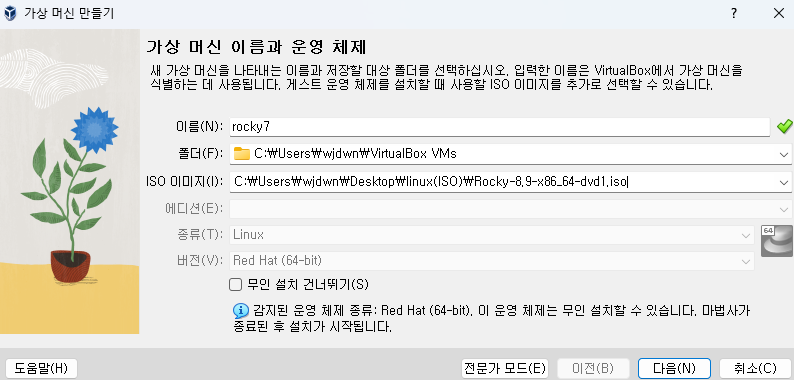 가상 머신 만들기
? ×
가상 머신 이름과 운영 체제
새 가상 머신을 나타내는 이름과 저장할 대상 폴더를 선택하십시오. 입력한 이름은 VirtualBox에서 가상 머신을
식별하는 데 사용됩니다. 게스트 운영 체제를 설치할 때 사용할 ISO 이미지를 추가로 선택할 수 있습니다.
이름(N): rocky7
폴더(F): C:₩Users₩wjdwn₩VirtualBox VMs
ISO 이미지(I): C:₩Users₩wjdwn₩Desktop₩linux(ISO)₩Rocky-8.9-x86_64-dvd1.iso
에디션(E):
종류(T): Linux
64
버전(V): Red Hat (64-bit)
무인 설치 건너뛰기(S)
감지된 운영 체제 종류: Red Hat (64-bit). 이 운영 체제는 무인 설치할 수 있습니다. 마법사가
종료된 후 설치가 시작됩니다.
도움말(H) 전문가 모드(E) 이전(B) 다음(N) 취소(C)